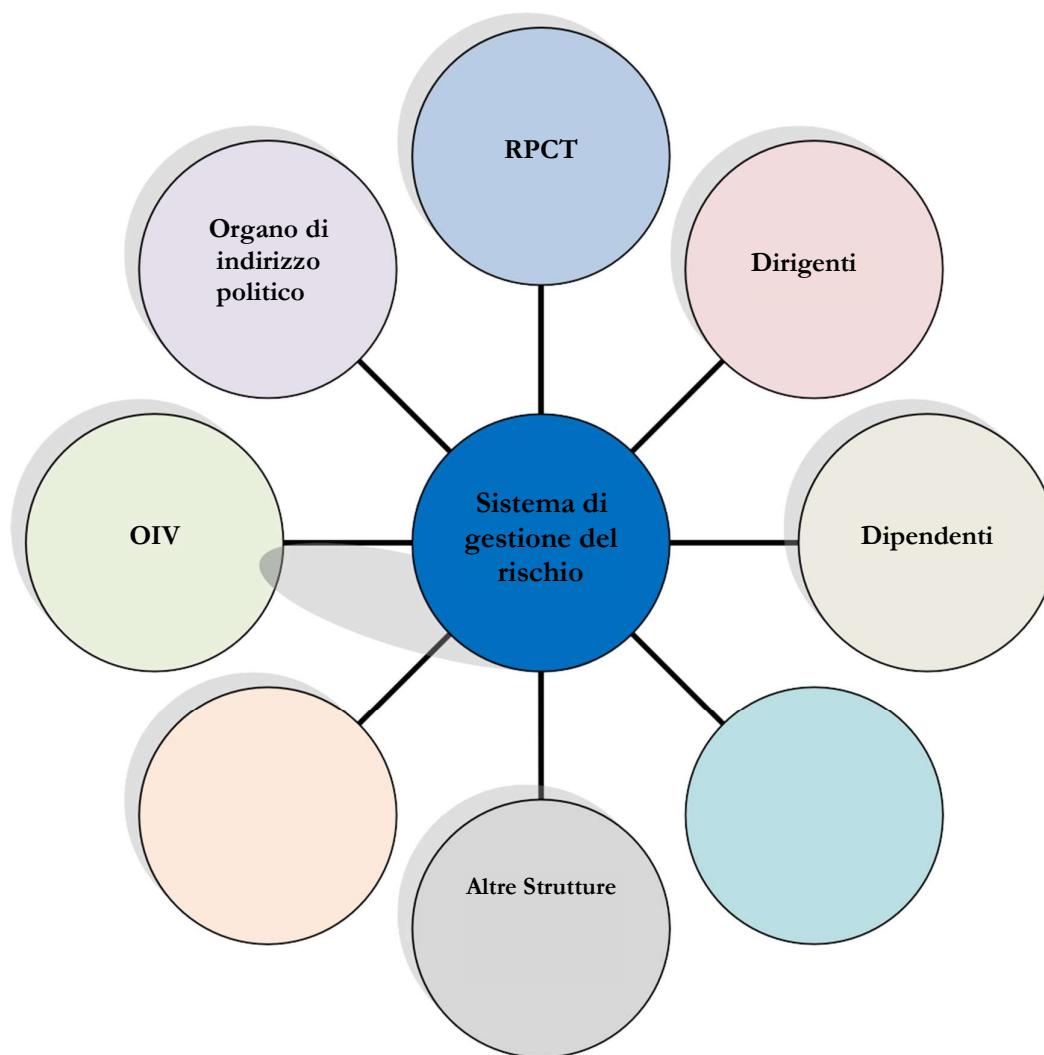 RPCT
Organo di
indirizzo
politico
Dirigenti
OIV
Sistema di
gestione del
rischio
Dipendenti
Altre Strutture